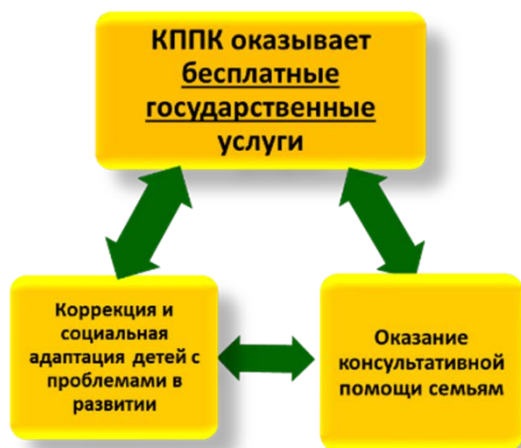 КППК оказывает
бесплатные
государственные
услуги
Коррекция и
социальная
адаптация детей с
проблемами в
развитии
Оказание
консультативной
помощи семьям